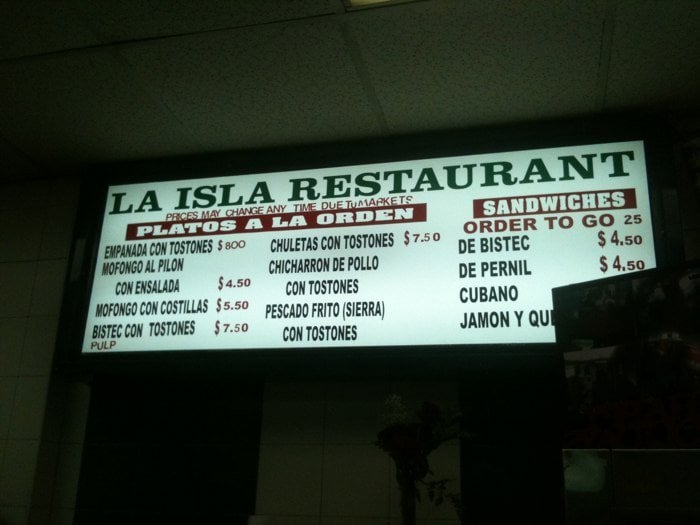 LA ISLA RESTAURANT
PRICES MAY CHANGE ANY TIME DUE TO MARKETS
PLATOS A LA ORDEN
EMPANADA CON TOSTONES $800
MOFONGO AL PILON
CON ENSALADA $4.50
MOFONGO CON COSTILLAS $5.50
BISTEC CON TOSTONES $7.50
PULP
CHULETAS CON TOSTONES $7.50
CHICHARRON DE POLLO
CON TOSTONES
PESCADO FRITO (SIERRA)
CON TOSTONES
SANDWICHES
ORDER TO GO 25
DE BISTEC $4.50
DE PERNIL $4.50
CUBANO
JAMON Y QU